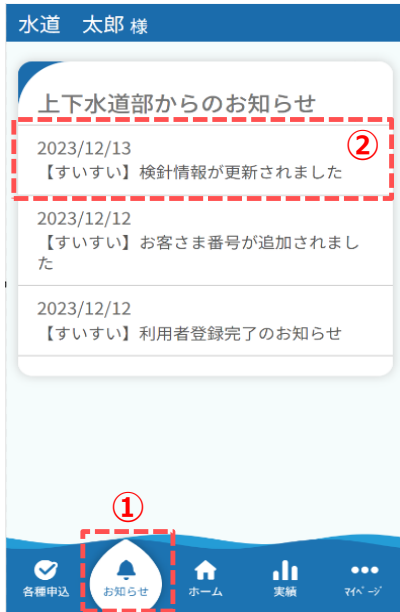 水道　太郎 様
上下水道部からのお知らせ
2023/12/13
②
【すいすい】検針情報が更新されました
2023/12/12
【すいすい】お客さま番号が追加されまし
た
2023/12/12
【すいすい】利用者登録完了のお知らせ
①
各種申込
お知らせ
ホーム
実績
ﾏｲﾍﾟｰｼﾞ